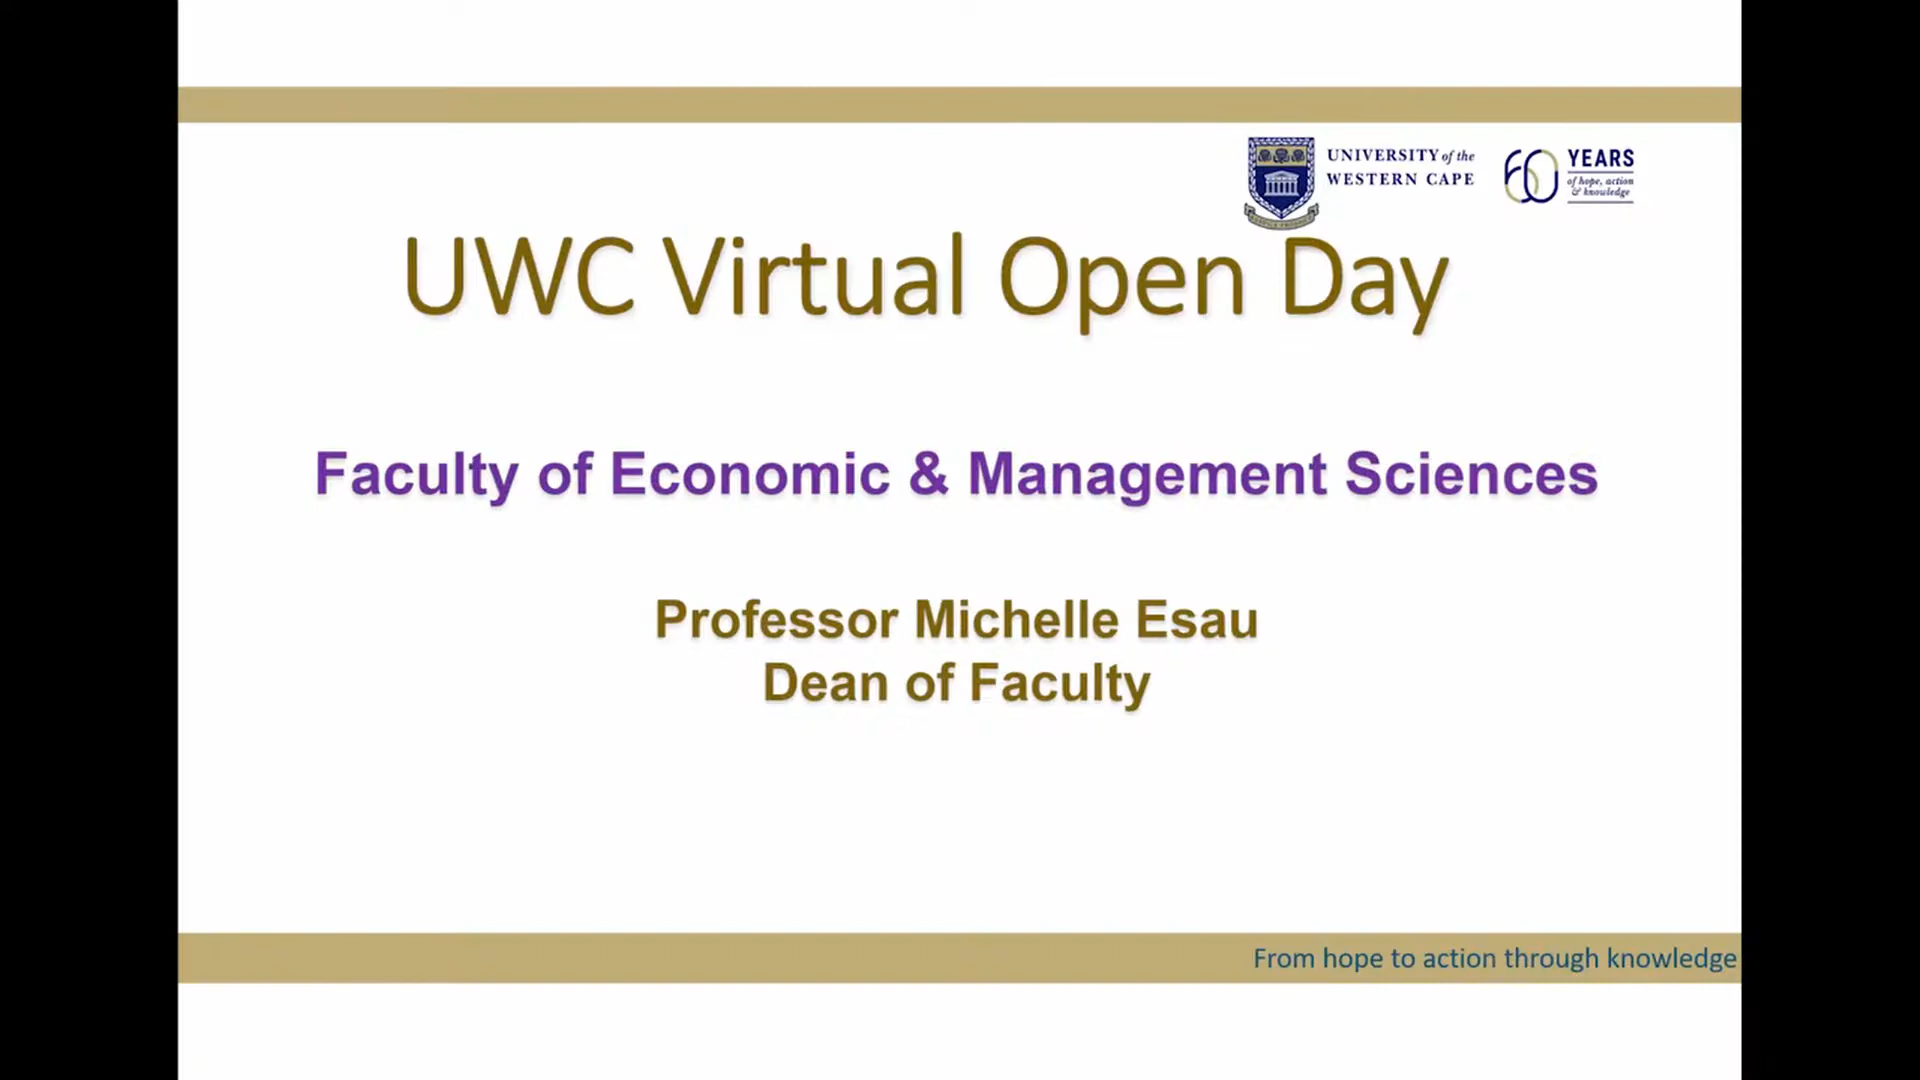 UNIVERSITY of the
WESTERN CAPE
60 YEARS
of hope, action
& knowledge
UWC Virtual Open Day
Faculty of Economic & Management Sciences
Professor Michelle Esau
Dean of Faculty
From hope to action through knowledge